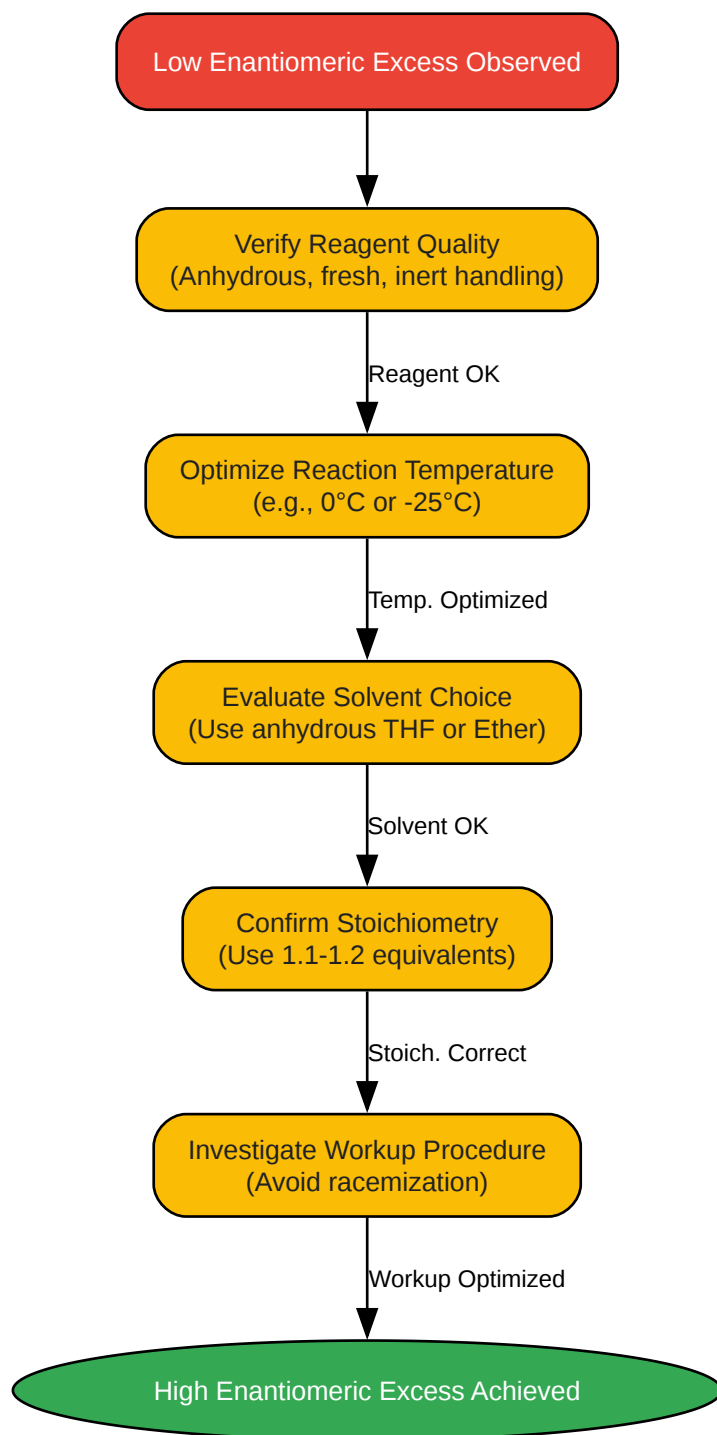 Low Enantiomeric Excess Observed
Verify Reagent Quality
(Anhydrous, fresh, inert handling)
Reagent OK
Optimize Reaction Temperature
(e.g., 0°C or -25°C)
Temp. Optimized
Evaluate Solvent Choice
(Use anhydrous THF or Ether)
Solvent OK
Confirm Stoichiometry
(Use 1.1-1.2 equivalents)
Stoich. Correct
Investigate Workup Procedure
(Avoid racemization)
Workup Optimized
High Enantiomeric Excess Achieved